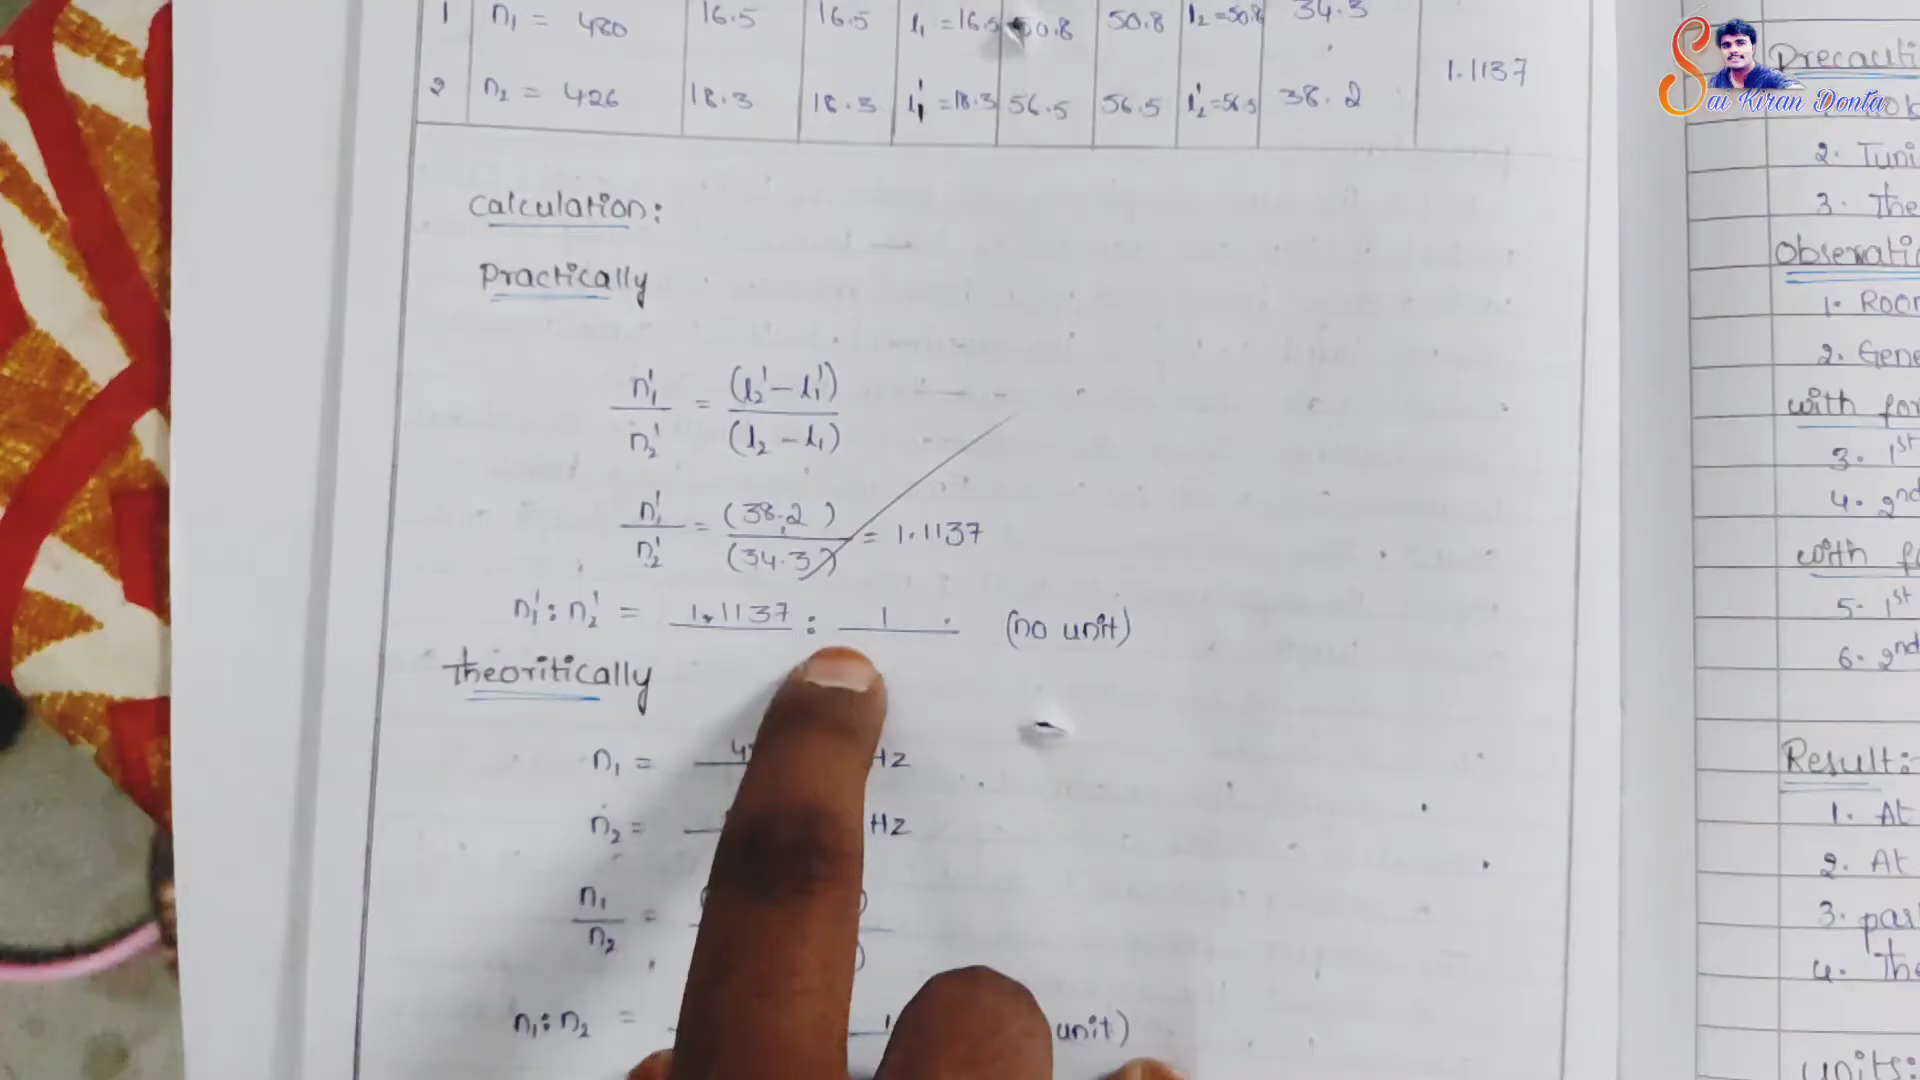 1 n₁ = 480 16.5 16.5 l₁ = 16.5 50.8 50.8 l₂ = 50.8 34.3
1.1137
2 n₂ = 426 18.3 18.3 l₁' = 18.3 56.5 56.5 l₂' = 56.5 38.2
Calculation:
Practically
n₁'/n₂' = (l₂' - l₁')/(l₂ - l₁)
n₁'/n₂' = (38.2)/(34.3) = 1.1137
n₁' : n₂' = 1.1137 : 1 (no unit)
Theoritically
n₁ = Hz
n₂ = Hz
n₁/n₂ =
n₁ : n₂ = 1 unit)
Sai Kiran Donta
2. Tuni
3. The
1. Roo
2. Gene
with for
3. 1st
4. 2nd
with f
5. 1st
6. 2nd
Result:-
1. At
2. At
3. par
4. The
units: